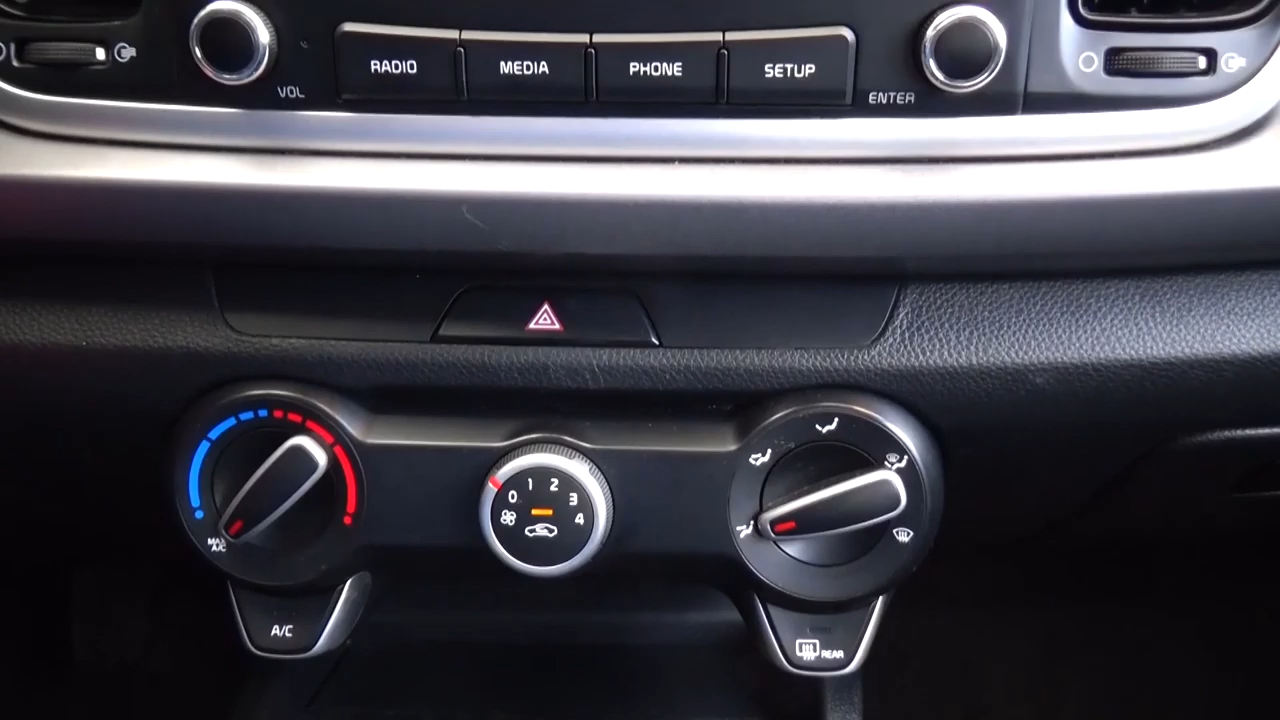 RADIO
MEDIA
PHONE
SETUP
VOL
ENTER
0 1 2 3 4
MAX
A/C
A/C
REAR